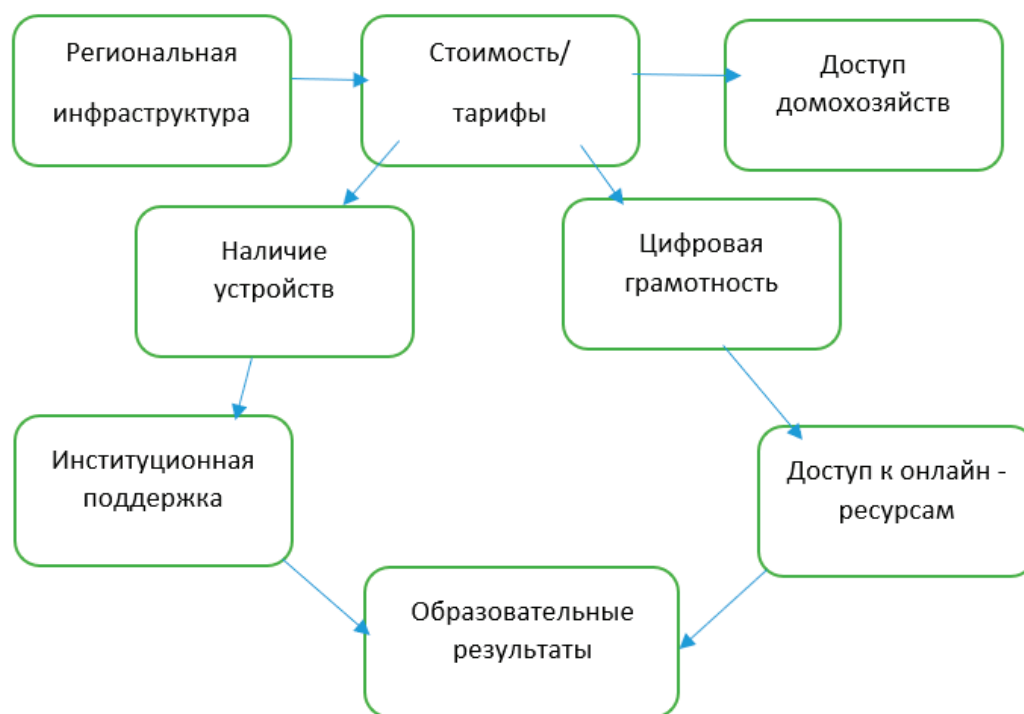 Региональная
инфраструктура
Стоимость/
тарифы
Доступ
домохозяйств
Наличие
устройств
Цифровая
грамотность
Институционная
поддержка
Доступ к онлайн -
ресурсам
Образовательные
результаты